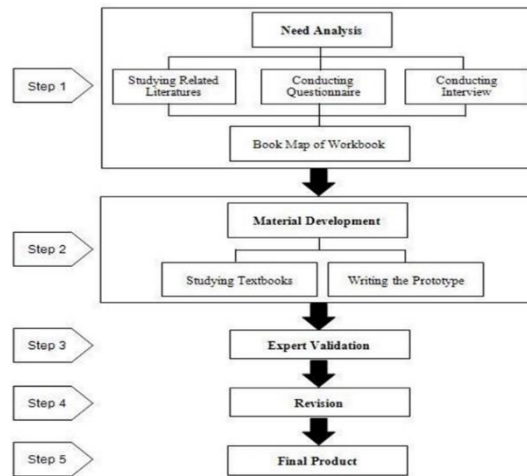 Need Analysis
Step 1
Studying Related
Literatures
Conducting
Questionnaire
Conducting
Interview
Book Map of Workbook
Material Development
Step 2
Studying Textbooks
Writing the Prototype
Step 3
Expert Validation
Step 4
Revision
Step 5
Final Product